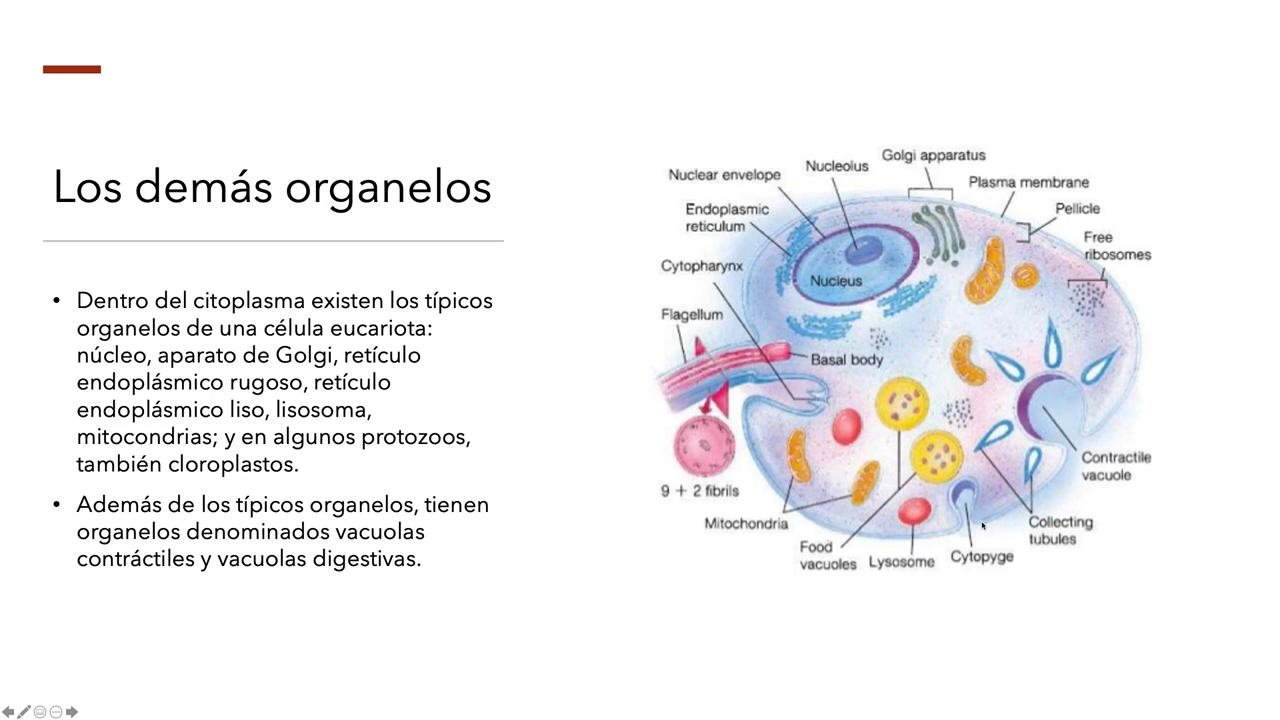 Los demás organelos
• Dentro del citoplasma existen los típicos
organelos de una célula eucariota:
núcleo, aparato de Golgi, retículo
endoplásmico rugoso, retículo
endoplásmico liso, lisosoma,
mitocondrias; y en algunos protozoos,
también cloroplastos.
• Además de los típicos organelos, tienen
organelos denominados vacuolas
contráctiles y vacuolas digestivas.
Golgi apparatus
Nucleolus
Nuclear envelope
Plasma membrane
Endoplasmic
reticulum
Pellicle
Free
ribosomes
Cytopharynx
Nucleus
Flagellum
Basal body
Contractile
vacuole
9 + 2 fibrils
Mitochondria
Collecting
tubules
Food
vacuoles
Lysosome
Cytopyge